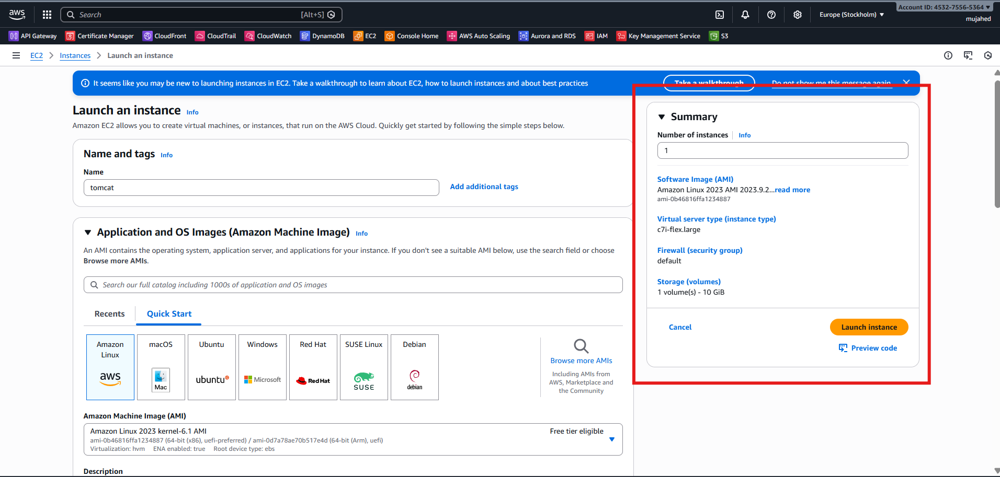 aws
Search
[Alt+S]
Europe (Stockholm) ▼
Account ID: 4532-7556-5364 ▼
mujahed
API Gateway
Certificate Manager
CloudFront
CloudTrail
CloudWatch
DynamoDB
EC2
Console Home
AWS Auto Scaling
Aurora and RDS
IAM
Key Management Service
S3
EC2 > Instances > Launch an instance
It seems like you may be new to launching instances in EC2. Take a walkthrough to learn about EC2, how to launch instances and about best practices
Take a walkthrough
Do not show me this message again
Launch an instance Info
Amazon EC2 allows you to create virtual machines, or instances, that run on the AWS Cloud. Quickly get started by following the simple steps below.
Name and tags Info
Name
tomcat
Add additional tags
Application and OS Images (Amazon Machine Image) Info
An AMI contains the operating system, application server, and applications for your instance. If you don't see a suitable AMI below, use the search field or choose
Browse more AMIs.
Search our full catalog including 1000s of application and OS images
Recents
Quick Start
Amazon
Linux
aws
macOS
Mac
Ubuntu
ubuntu
Windows
Microsoft
Red Hat
Red Hat
SUSE Linux
SUSE
Debian
debian
Browse more AMIs
Including AMIs from
AWS, Marketplace and
the Community
Amazon Machine Image (AMI)
Amazon Linux 2023 kernel-6.1 AMI
Free tier eligible
ami-0b46816ffa1234887 (64-bit (x86), uefi-preferred) / ami-0d7a78ae70b517e4d (64-bit (Arm), uefi)
Virtualization: hvm ENA enabled: true Root device type: ebs
Description
Summary
Number of instances Info
1
Software Image (AMI)
Amazon Linux 2023 AMI 2023.9.2...read more
ami-0b46816ffa1234887
Virtual server type (instance type)
c7i-flex.large
Firewall (security group)
default
Storage (volumes)
1 volume(s) - 10 GiB
Cancel
Launch instance
Preview code